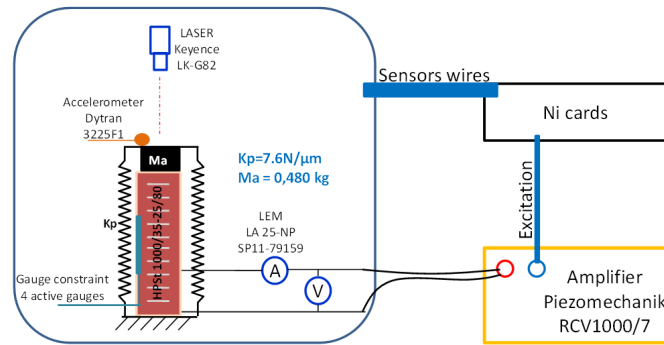 LASER
Keyence
LK-G82
Sensors wires
Ni cards
Accelerometer
Dytran
3225F1
Ma
Kp=7.6N/µm
Ma = 0,480 kg
Kp
HPSt 1000/35-25/80
LEM
LA 25-NP
SP11-79159
Excitation
Gauge constraint
4 active gauges
A
V
Amplifier
Piezomechanik
RCV1000/7